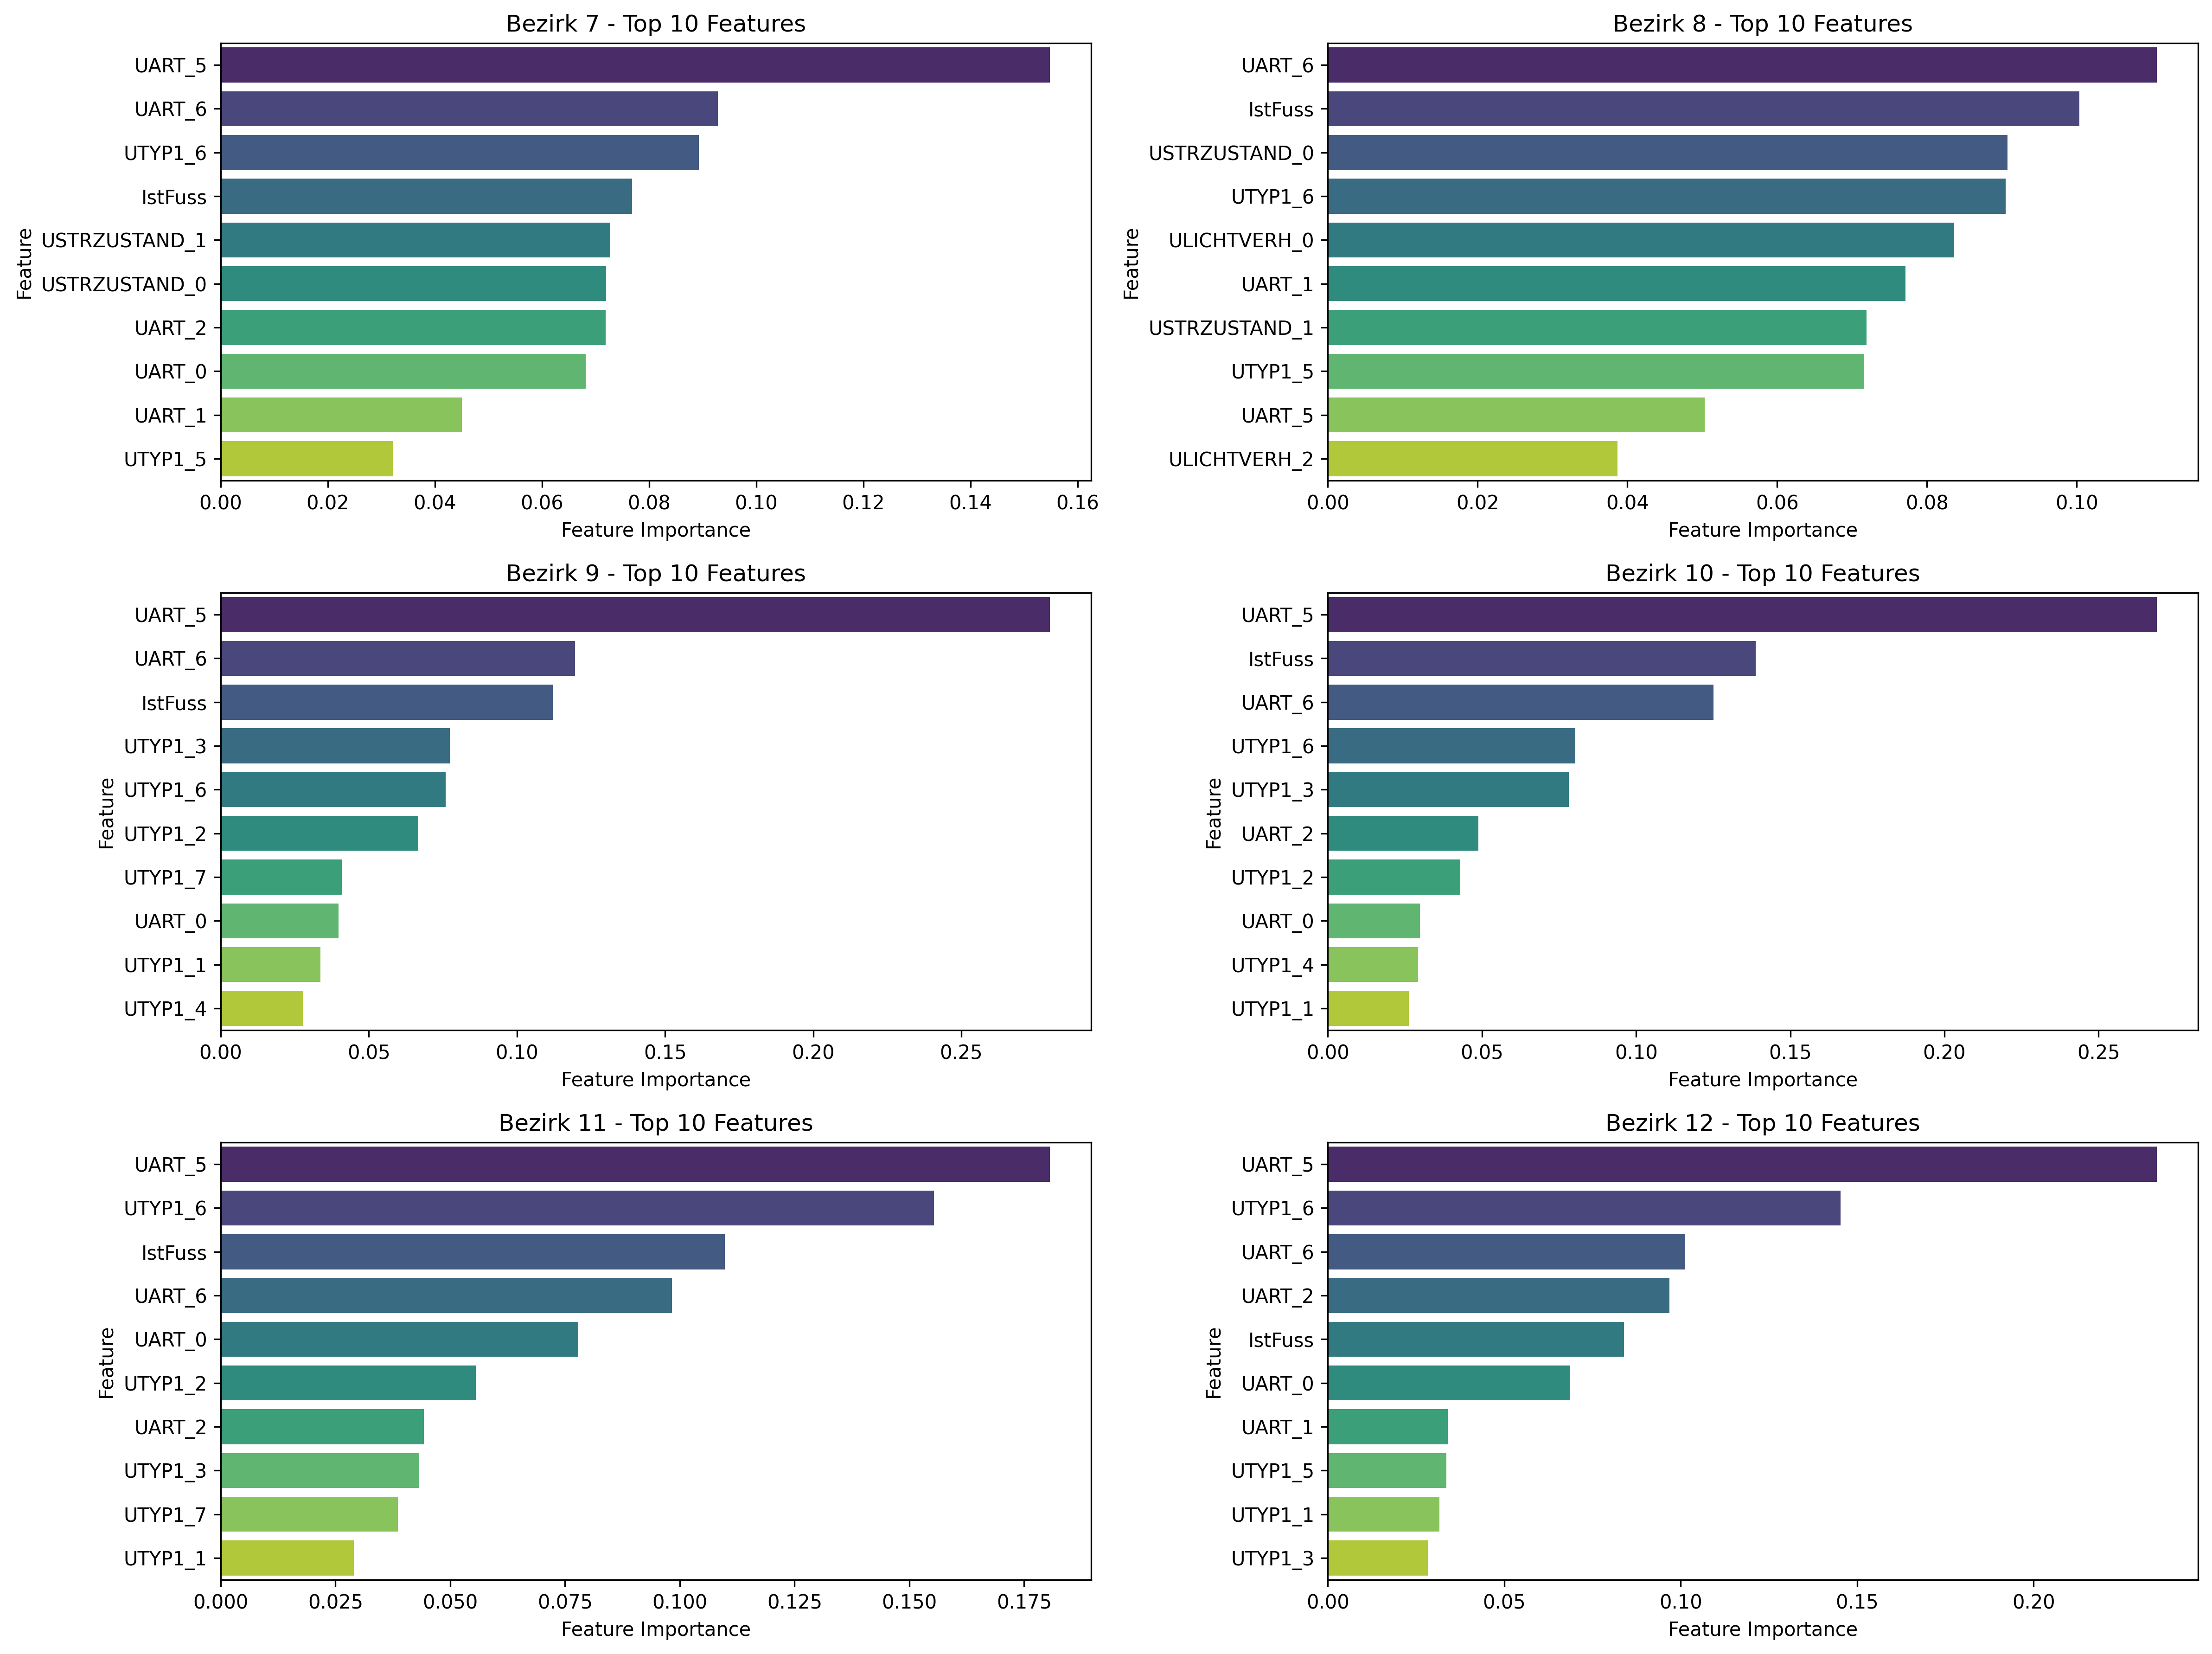 Bezirk 7 - Top 10 Features
UART_5
UART_6
UTYP1_6
IstFuss
USTRZUSTAND_1
USTRZUSTAND_0
UART_2
UART_0
UART_1
UTYP1_5
Feature
0.00 0.02 0.04 0.06 0.08 0.10 0.12 0.14 0.16
Feature Importance
Bezirk 8 - Top 10 Features
UART_6
IstFuss
USTRZUSTAND_0
UTYP1_6
ULICHTVERH_0
UART_1
USTRZUSTAND_1
UTYP1_5
UART_5
ULICHTVERH_2
Feature
0.00 0.02 0.04 0.06 0.08 0.10
Feature Importance
Bezirk 9 - Top 10 Features
UART_5
UART_6
IstFuss
UTYP1_3
UTYP1_6
UTYP1_2
UTYP1_7
UART_0
UTYP1_1
UTYP1_4
Feature
0.00 0.05 0.10 0.15 0.20 0.25
Feature Importance
Bezirk 10 - Top 10 Features
UART_5
IstFuss
UART_6
UTYP1_6
UTYP1_3
UART_2
UTYP1_2
UART_0
UTYP1_4
UTYP1_1
Feature
0.00 0.05 0.10 0.15 0.20 0.25
Feature Importance
Bezirk 11 - Top 10 Features
UART_5
UTYP1_6
IstFuss
UART_6
UART_0
UTYP1_2
UART_2
UTYP1_3
UTYP1_7
UTYP1_1
Feature
0.000 0.025 0.050 0.075 0.100 0.125 0.150 0.175
Feature Importance
Bezirk 12 - Top 10 Features
UART_5
UTYP1_6
UART_6
UART_2
IstFuss
UART_0
UART_1
UTYP1_5
UTYP1_1
UTYP1_3
Feature
0.00 0.05 0.10 0.15 0.20
Feature Importance